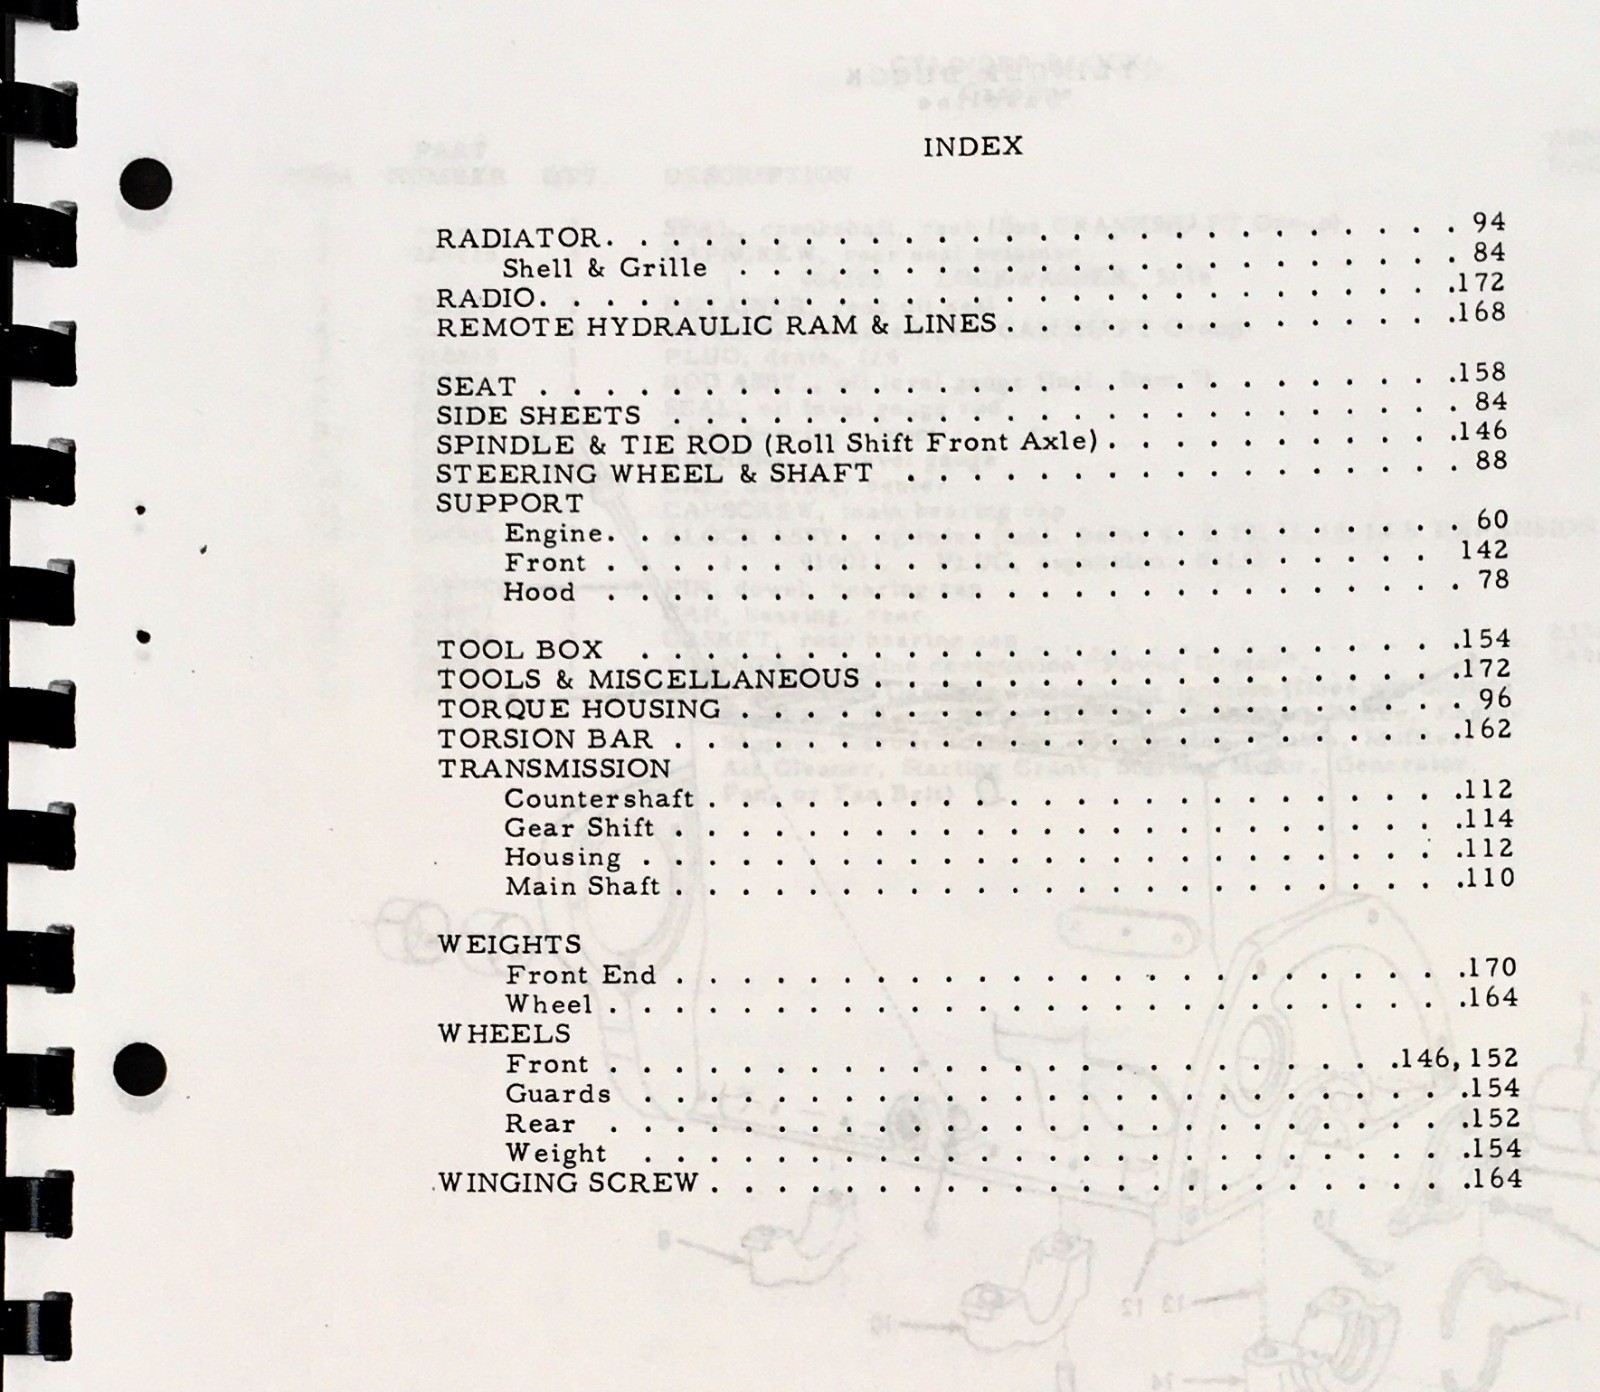 INDEX
RADIATOR. . . . . . . . . . . . . . . . . . . . . . . . . . . 94
Shell & Grille . . . . . . . . . . . . . . . . . . . . . . . 84
RADIO. . . . . . . . . . . . . . . . . . . . . . . . . . . .172
REMOTE HYDRAULIC RAM & LINES. . . . . . . . . . . . . . .168
SEAT . . . . . . . . . . . . . . . . . . . . . . . . . . . .158
SIDE SHEETS . . . . . . . . . . . . . . . . . . . . . . . . 84
SPINDLE & TIE ROD (Roll Shift Front Axle). . . . . . . . . . .146
STEERING WHEEL & SHAFT . . . . . . . . . . . . . . . . . . 88
SUPPORT
Engine. . . . . . . . . . . . . . . . . . . . . . . . . . . 60
Front . . . . . . . . . . . . . . . . . . . . . . . . . . 142
Hood . . . . . . . . . . . . . . . . . . . . . . . . . . . 78
TOOL BOX . . . . . . . . . . . . . . . . . . . . . . . . .154
TOOLS & MISCELLANEOUS . . . . . . . . . . . . . . . . . .172
TORQUE HOUSING . . . . . . . . . . . . . . . . . . . . . . 96
TORSION BAR . . . . . . . . . . . . . . . . . . . . . . . .162
TRANSMISSION
Countershaft . . . . . . . . . . . . . . . . . . . . . . .112
Gear Shift . . . . . . . . . . . . . . . . . . . . . . . .114
Housing . . . . . . . . . . . . . . . . . . . . . . . . .112
Main Shaft . . . . . . . . . . . . . . . . . . . . . . . .110
WEIGHTS
Front End . . . . . . . . . . . . . . . . . . . . . . . .170
Wheel . . . . . . . . . . . . . . . . . . . . . . . . . .164
WHEELS
Front . . . . . . . . . . . . . . . . . . . . . . . .146, 152
Guards . . . . . . . . . . . . . . . . . . . . . . . . .154
Rear . . . . . . . . . . . . . . . . . . . . . . . . . .152
Weight . . . . . . . . . . . . . . . . . . . . . . . . .154
WINGING SCREW . . . . . . . . . . . . . . . . . . . . . . .164